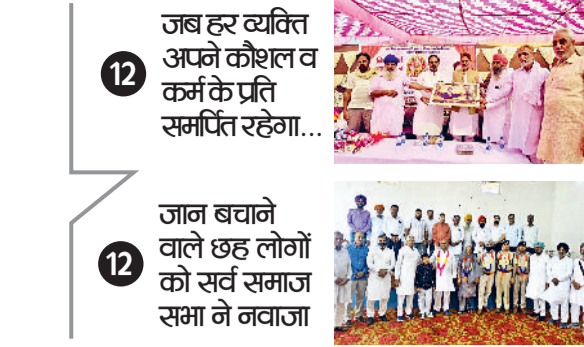 12
जब हर व्यक्ति
अपने कौशल व
कर्म के प्रति
समर्पित रहेगा...
12
जान बचाने
वाले छह लोगों
को सर्व समाज
सभा ने नवाजा